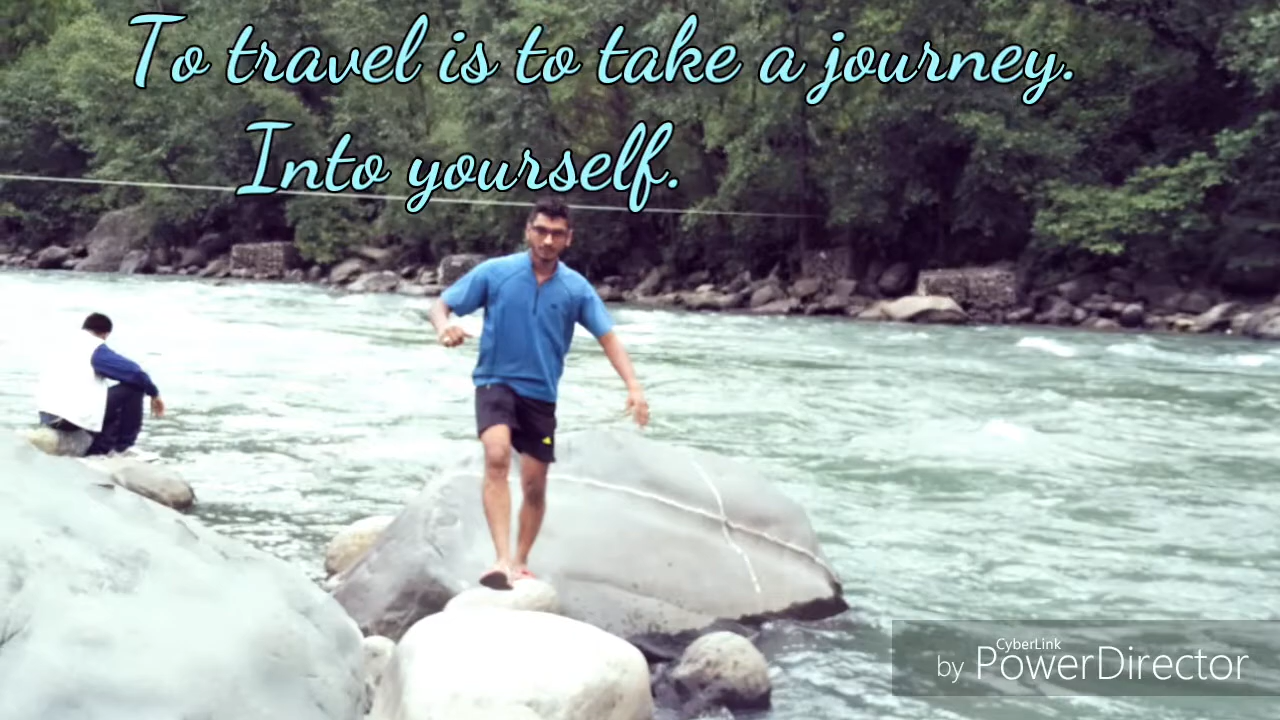 To travel is to take a journey.
Into yourself.
CyberLink
by PowerDirector